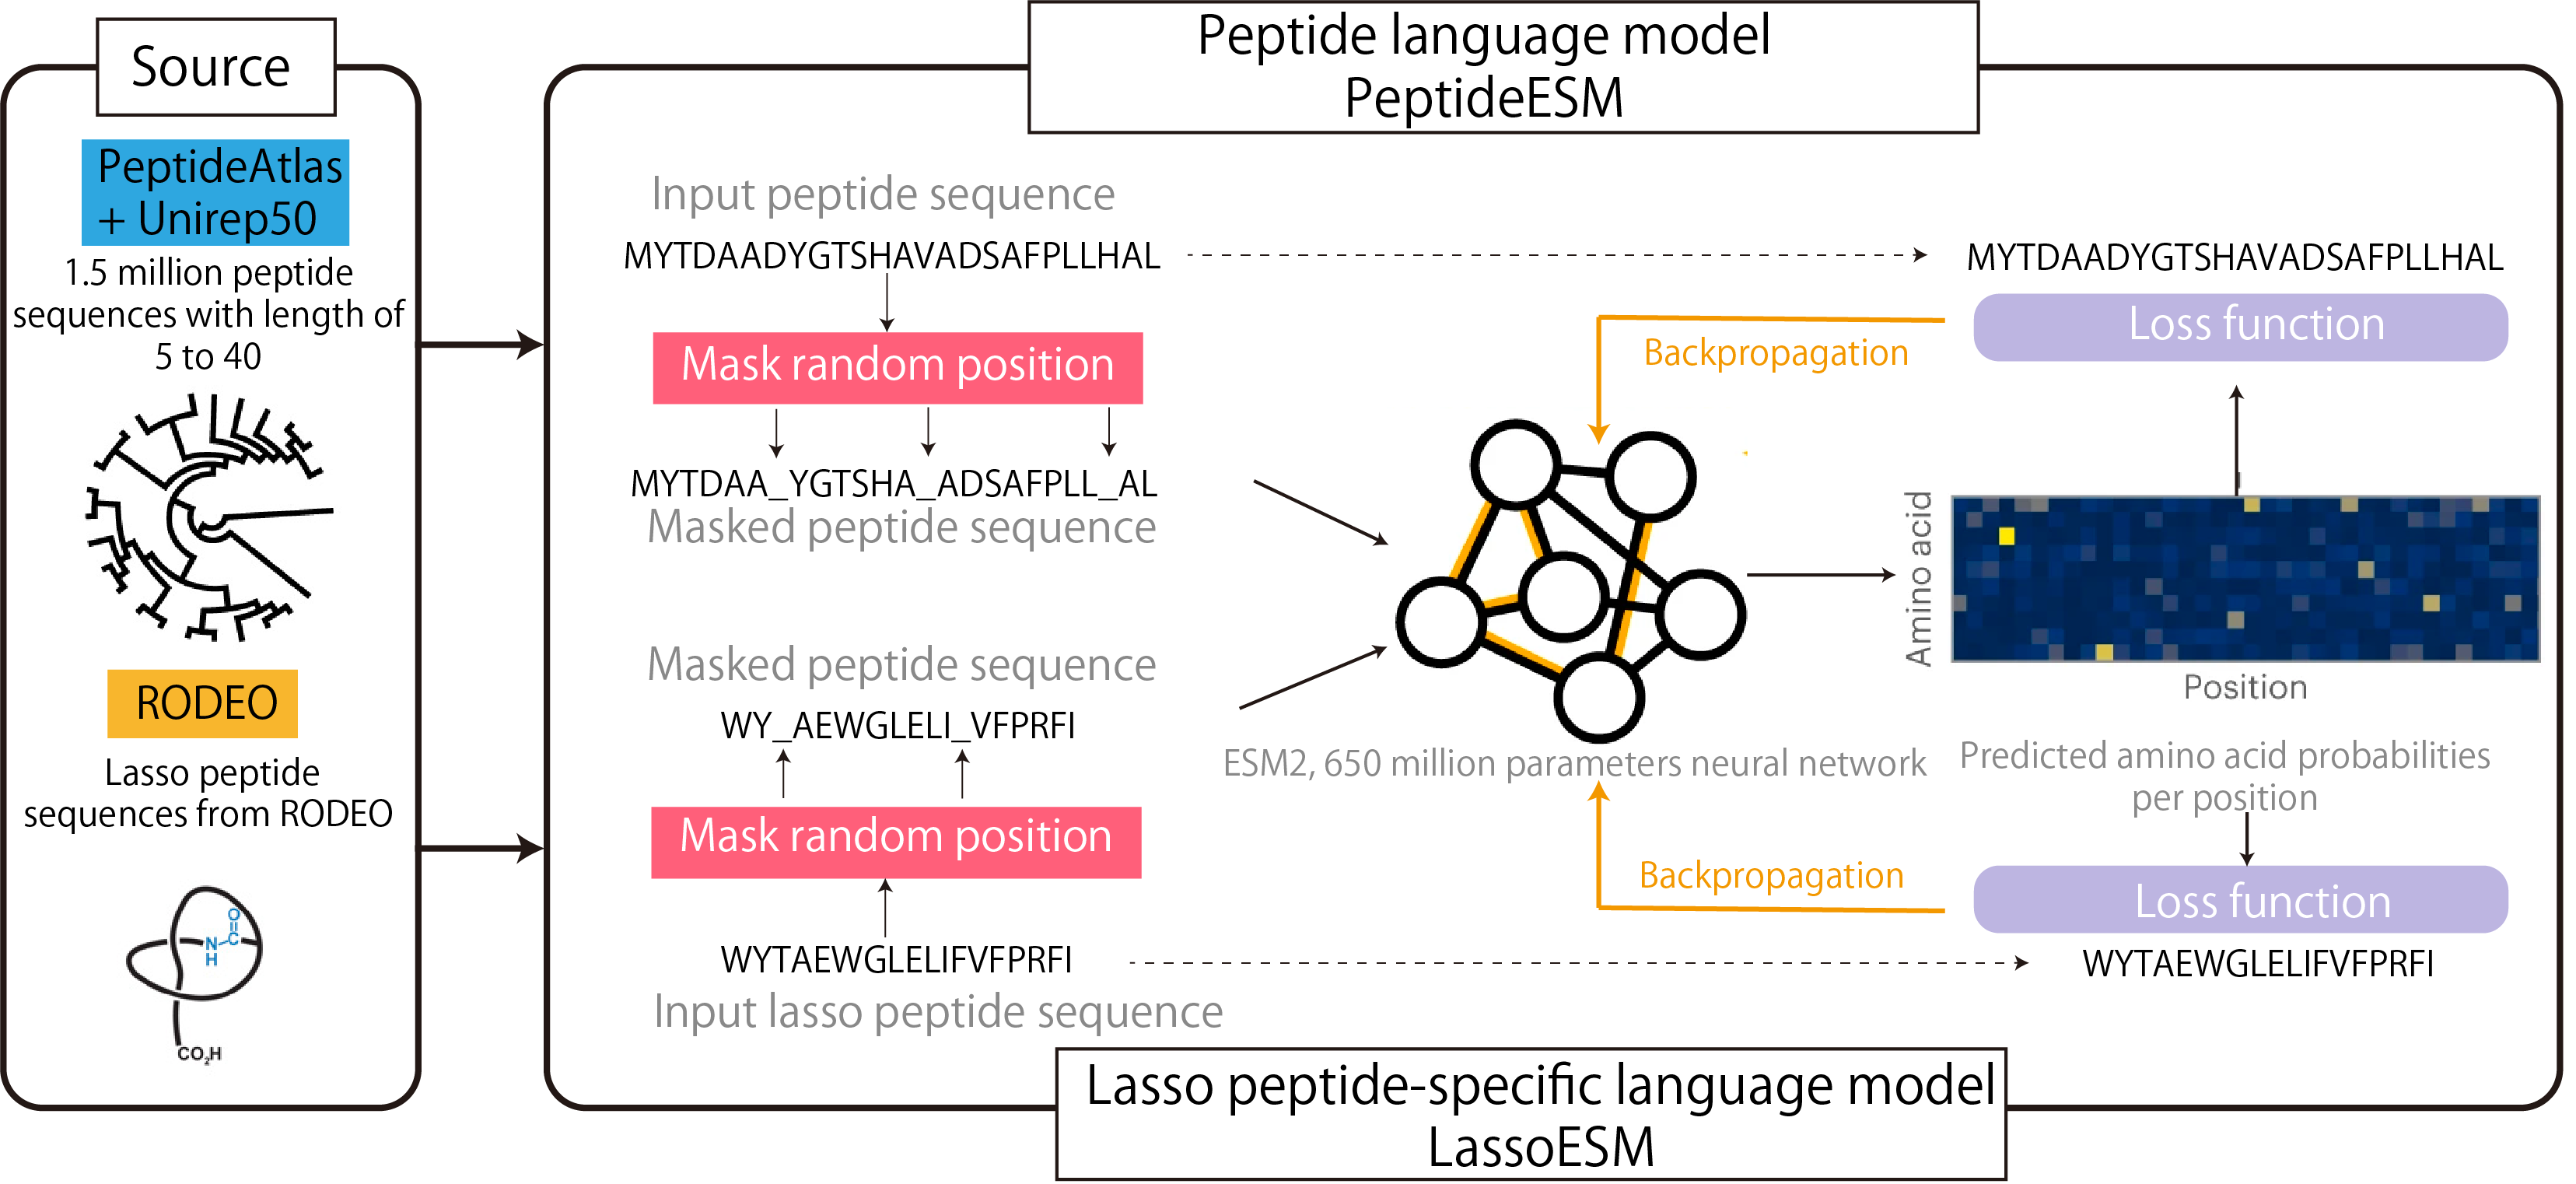 Source
PeptideAtlas
+ Unirep50
1.5 million peptide
sequences with length of
5 to 40
RODEO
Lasso peptide
sequences from RODEO
O
N
C
H
CO₂H
Peptide language model
PeptideESM
Input peptide sequence
MYTDAADYGTSHAVADSAFPLLHAL
Mask random position
MYTDAA_YGTSHA_ADSAFPLL_AL
Masked peptide sequence
Masked peptide sequence
WY_AEWGLELI_VFPRFI
Mask random position
WYTAEWGLELIFVFPRFI
Input lasso peptide sequence
Backpropagation
ESM2, 650 million parameters neural network
Backpropagation
MYTDAADYGTSHAVADSAFPLLHAL
Loss function
Amino acid
Position
Predicted amino acid probabilities
per position
Loss function
WYTAEWGLELIFVFPRFI
Lasso peptide-specific language model
LassoESM